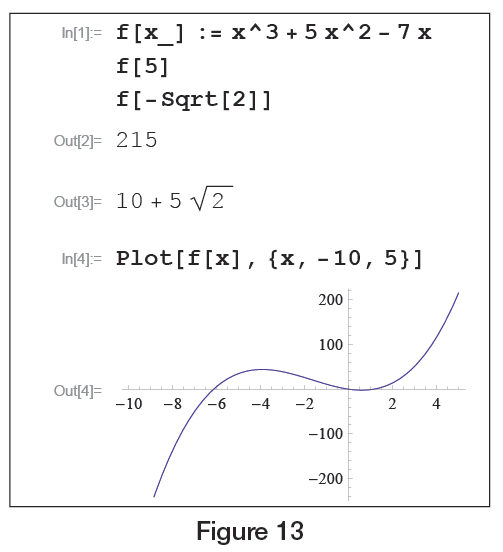 In[1]:= f[x_] := x^3 + 5 x^2 - 7 x
f[5]
f[-Sqrt[2]]
Out[2]= 215
Out[3]= 10 + 5 √2
In[4]:= Plot[f[x], {x, -10, 5}]
200
100
Out[4]=
-10 -8 -6 -4 -2 2 4
-100
-200
Figure 13